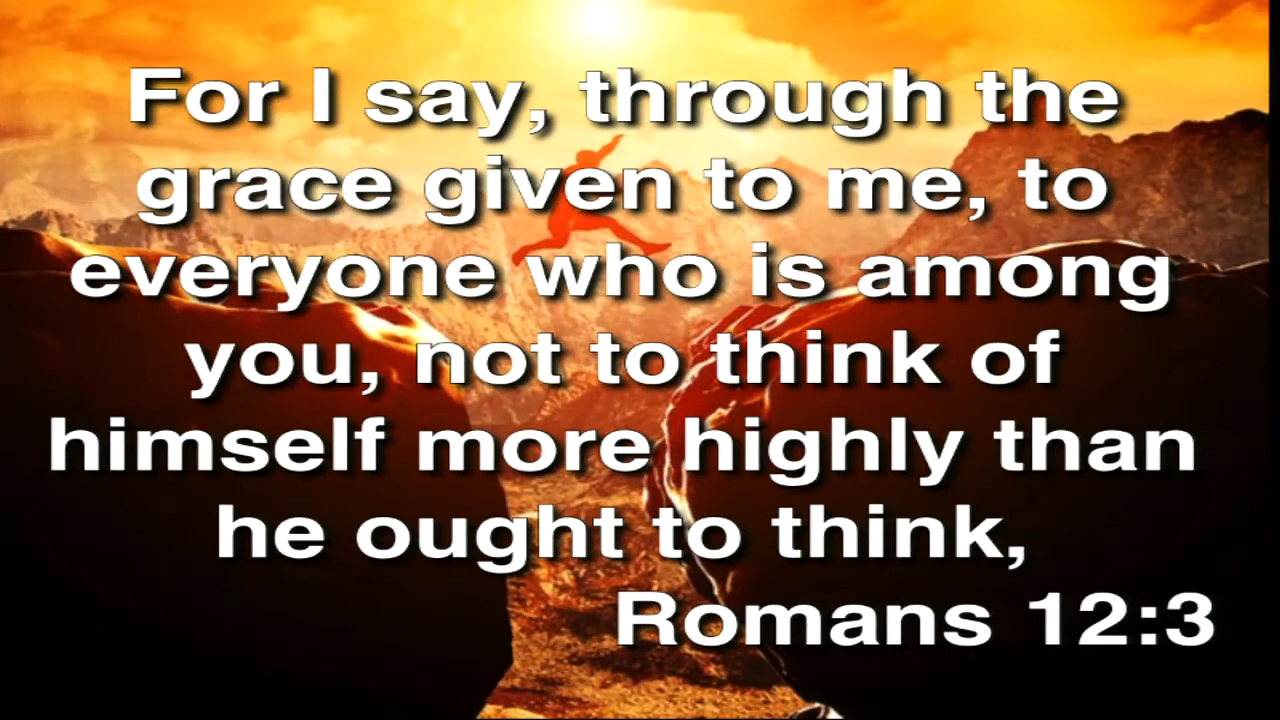 For I say, through the
grace given to me, to
everyone who is among
you, not to think of
himself more highly than
he ought to think,
Romans 12:3